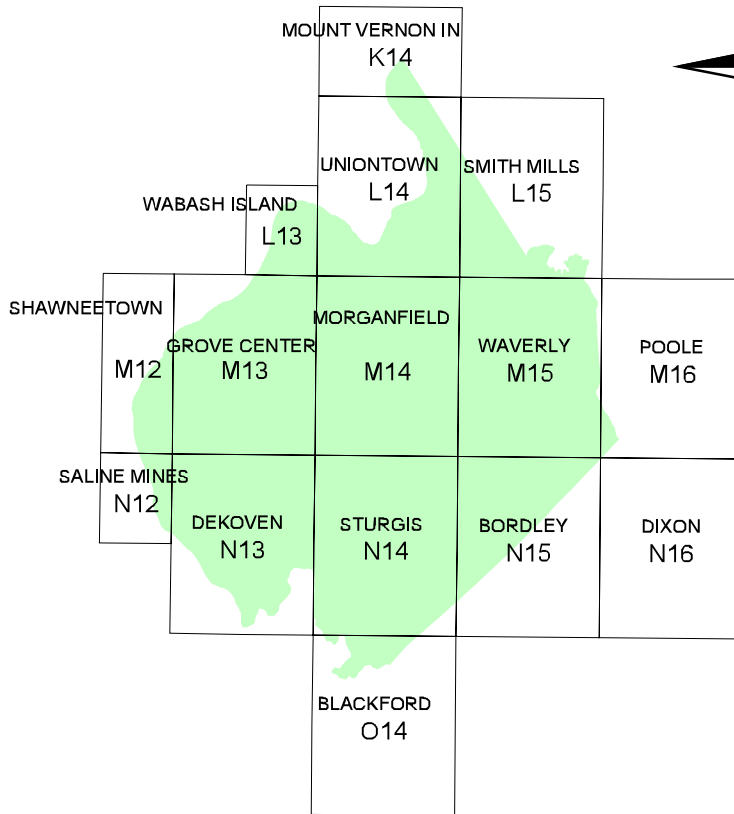 MOUNT VERNON IN
K14
UNIONTOWN
L14
SMITH MILLS
L15
WABASH ISLAND
L13
SHAWNEETOWN
M12
GROVE CENTER
M13
MORGANFIELD
M14
WAVERLY
M15
POOLE
M16
SALINE MINES
N12
DEKOVEN
N13
STURGIS
N14
BORDLEY
N15
DIXON
N16
BLACKFORD
O14